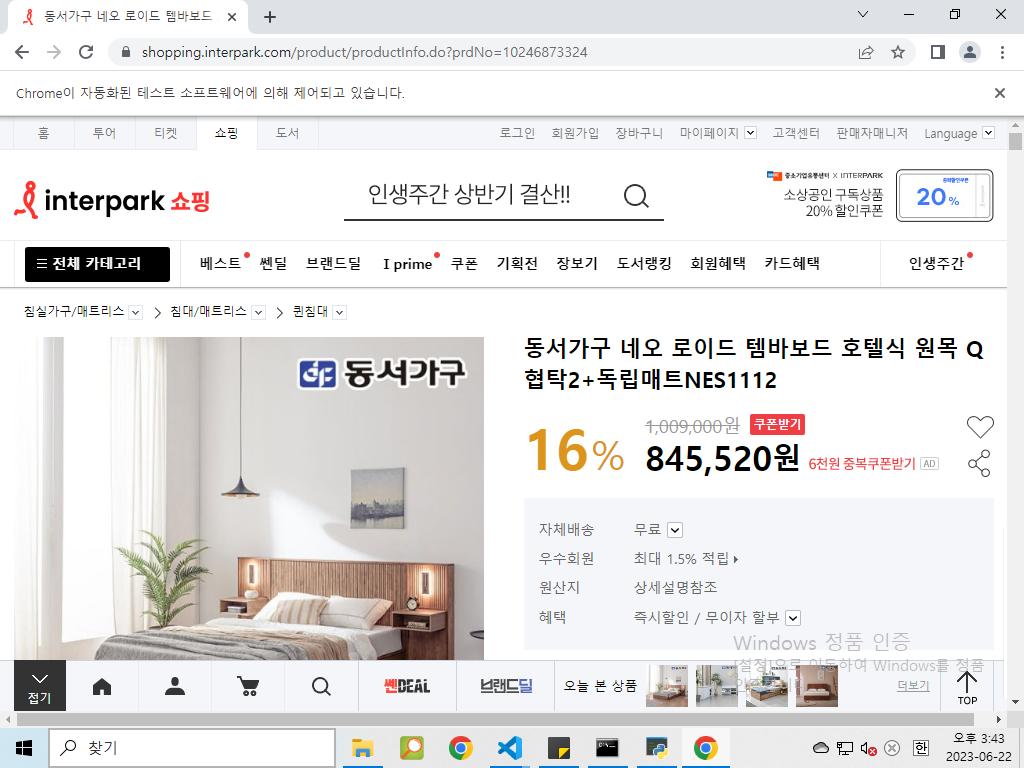 동서가구 네오 로이드 템바보드
shopping.interpark.com/product/productInfo.do?prdNo=10246873324
Chrome이 자동화된 테스트 소프트웨어에 의해 제어되고 있습니다.
홈 투어 티켓 쇼핑 도서 로그인 회원가입 장바구니 마이페이지 고객센터 판매자매니저 Language
interpark 쇼핑
인생주간 상반기 결산!!
중소기업유통센터 X INTERPARK
소상공인 구독상품
20% 할인쿠폰
20%
전체 카테고리 베스트 쎈딜 브랜드딜 I prime 쿠폰 기획전 장보기 도서랭킹 회원혜택 카드혜택 인생주간
침실가구/매트리스 침대/매트리스 퀸침대
동서가구
동서가구 네오 로이드 템바보드 호텔식 원목 Q
협탁2+독립매트NES1112
16% 1,009,000원 쿠폰받기
845,520원 6천원 중복쿠폰받기 AD
자체배송 무료
우수회원 최대 1.5% 적립
원산지 상세설명참조
혜택 즉시할인 / 무이자 할부
Windows 정품 인증
[설정]으로 이동하여 Windows를 정품
접기 쎈DEAL 브랜드딜 오늘 본 상품 더보기 TOP
찾기
오후 3:43
2023-06-22
한